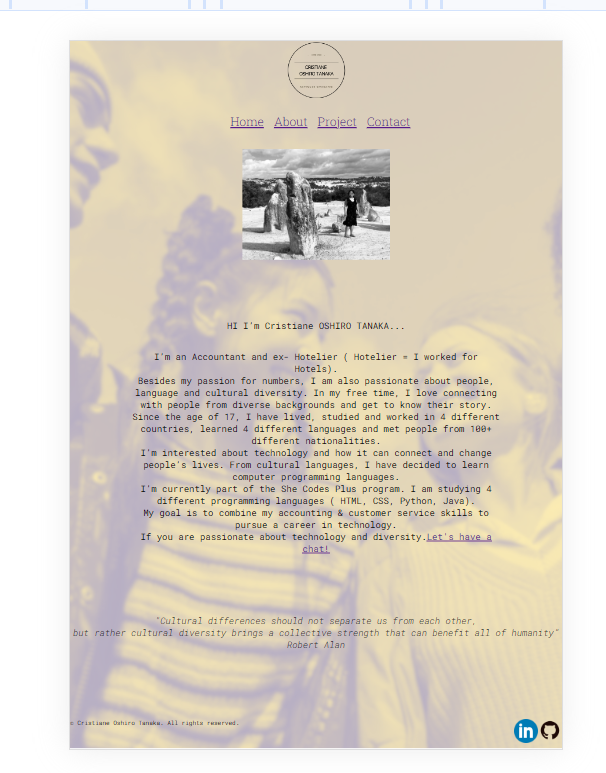 CRISTIANE
OSHIRO TANAKA
Home About Project Contact
HI I'm Cristiane OSHIRO TANAKA...
I'm an Accountant and ex- Hotelier ( Hotelier = I worked for
Hotels).
Besides my passion for numbers, I am also passionate about people,
language and cultural diversity. In my free time, I love connecting
with people from diverse backgrounds and get to know their story.
Since the age of 17, I have lived, studied and worked in 4 different
countries, learned 4 different languages and met people from 100+
different nationalities.
I'm interested about technology and how it can connect and change
people's lives. From cultural languages, I have decided to learn
computer programming languages.
I'm currently part of the She Codes Plus program. I am studying 4
different programming languages ( HTML, CSS, Python, Java).
My goal is to combine my accounting & customer service skills to
pursue a career in technology.
If you are passionate about technology and diversity.Let's have a
chat!
"Cultural differences should not separate us from each other,
but rather cultural diversity brings a collective strength that can benefit all of humanity"
Robert Alan
© Cristiane Oshiro Tanaka. All rights reserved.
in